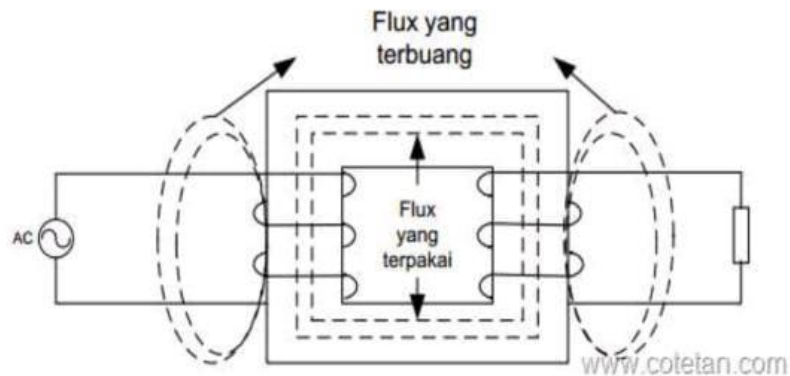 Flux yang
terbuang
AC
Flux
yang
terpakai
www.cotetan.com